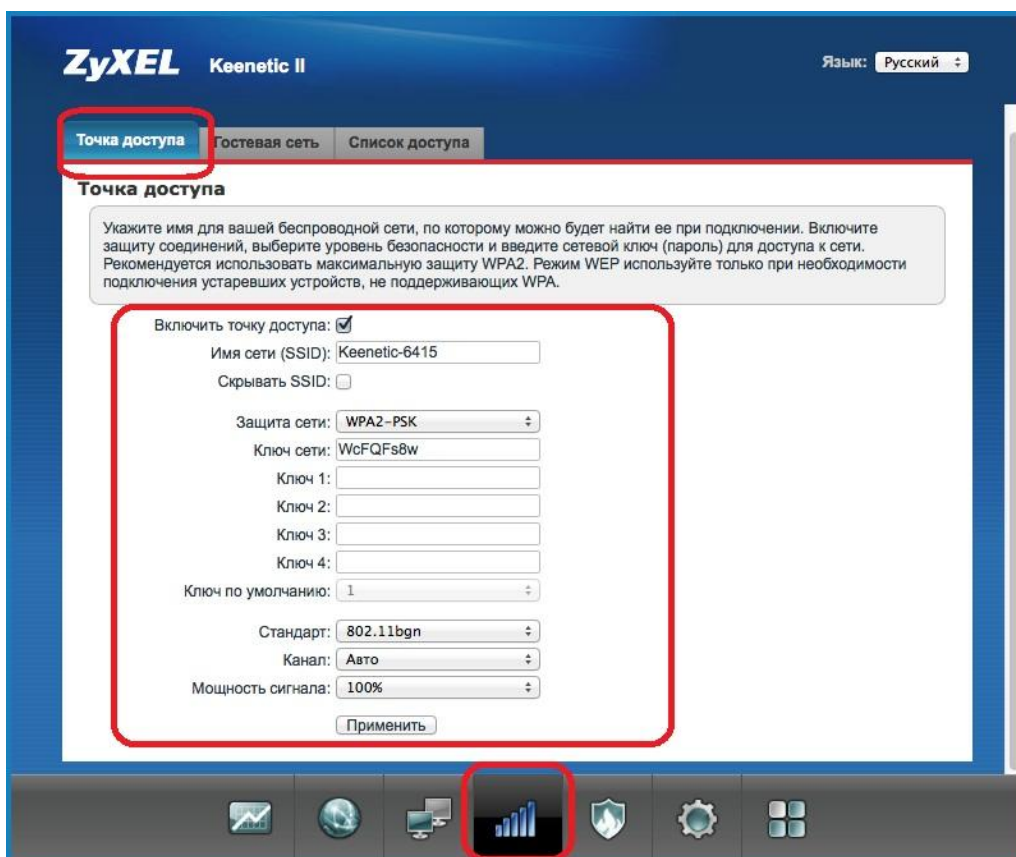 ZyXEL Keenetic II Язык: Русский
Точка доступа Гостевая сеть Список доступа
Точка доступа
Укажите имя для вашей беспроводной сети, по которому можно будет найти ее при подключении. Включите
защиту соединений, выберите уровень безопасности и введите сетевой ключ (пароль) для доступа к сети.
Рекомендуется использовать максимальную защиту WPA2. Режим WEP используйте только при необходимости
подключения устаревших устройств, не поддерживающих WPA.
Включить точку доступа:
Имя сети (SSID): Keenetic-6415
Скрывать SSID:
Защита сети: WPA2-PSK
Ключ сети: WcFQFs8w
Ключ 1:
Ключ 2:
Ключ 3:
Ключ 4:
Ключ по умолчанию: 1
Стандарт: 802.11bgn
Канал: Авто
Мощность сигнала: 100%
Применить